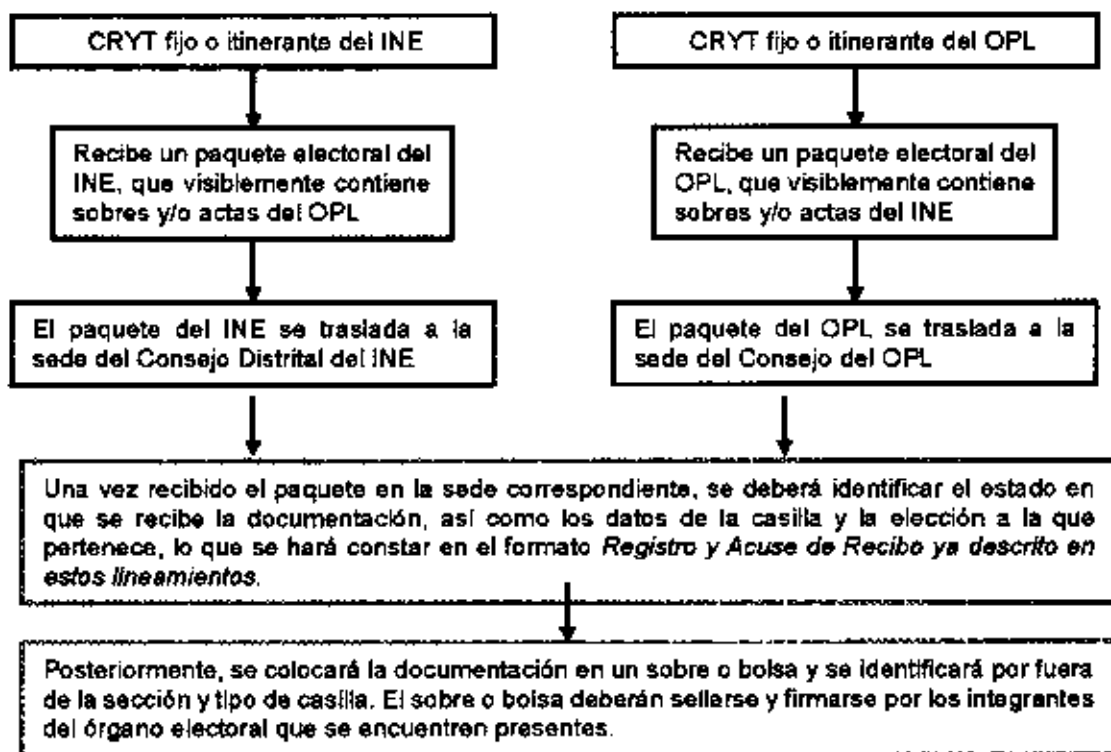 CRYT fijo o itinerante del INE
Recibe un paquete electoral del
INE, que visiblemente contiene
sobres y/o actas del OPL
El paquete del INE se traslada a la
sede del Consejo Distrital del INE
CRYT fijo o itinerante del OPL
Recibe un paquete electoral del
OPL, que visiblemente contiene
sobres y/o actas del INE
El paquete del OPL se traslada a la
sede del Consejo del OPL
Una vez recibido el paquete en la sede correspondiente, se deberá identificar el estado en
que se recibe la documentación, así como los datos de la casilla y la elección a la que
pertenece, lo que se hará constar en el formato Registro y Acuse de Recibo ya descrito en
estos lineamientos.
Posteriormente, se colocará la documentación en un sobre o bolsa y se identificará por fuera
de la sección y tipo de casilla. El sobre o bolsa deberán sellarse y firmarse por los integrantes
del órgano electoral que se encuentren presentes.